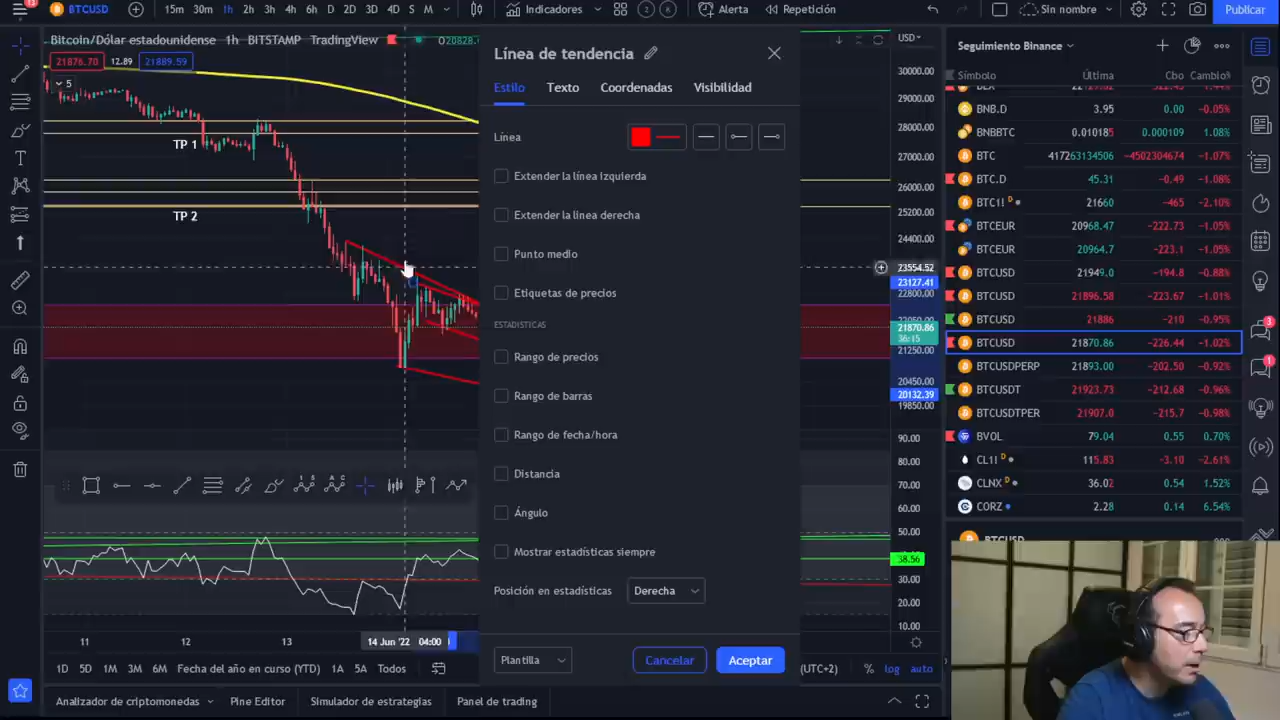 13
BTCUSD
15m 30m 1h 2h 3h 4h 6h D 2D 3D 4D S M
Indicadores
2
8
Alerta
Repetición
Sin nombre
Publicar
Bitcoin/Dólar estadounidense 1h BITSTAMP TradingView
O20828.
21876.70 12.89 21889.59
5
TP 1
TP 2
Línea de tendencia
Estilo Texto Coordenadas Visibilidad
Línea
Extender la línea izquierda
Extender la línea derecha
Punto medio
Etiquetas de precios
ESTADÍSTICAS
Rango de precios
Rango de barras
Rango de fecha/hora
Distancia
Ángulo
Mostrar estadísticas siempre
Posición en estadísticas Derecha
Plantilla Cancelar Aceptar
USD
30000.00
29000.00
28000.00
27000.00
26000.00
25200.00
24400.00
23554.52
23127.41
22800.00
21870.86
36:15
21250.00
20450.00
20132.39
19850.00
90.00
80.00
70.00
60.00
50.00
38.56
30.00
20.00
10.00
11 12 13 14 Jun '22 04:00
1D 5D 1M 3M 6M Fecha del año en curso (YTD) 1A 5A Todos
(UTC+2) % log auto
Analizador de criptomonedas Pine Editor Simulador de estrategias Panel de trading
Seguimiento Binance
Símbolo Última Cbo Cambio%
BNB.D 3.95 0.00 -0.05%
BNBBTC 0.010185 0.000109 1.08%
BTC 417263134506 -4502304674 -1.07%
BTC.D 45.31 -0.49 -1.08%
BTC1! D 21660 -465 -2.10%
BTCEUR 20968.47 -222.73 -1.05%
BTCEUR 20964.7 -223.1 -1.05%
BTCUSD 21949.0 -194.8 -0.88%
BTCUSD 21896.58 -223.67 -1.01%
BTCUSD 21886 -210 -0.95%
BTCUSD 21870.86 -226.44 -1.02%
BTCUSDPERP 21893.00 -202.50 -0.92%
BTCUSDT 21923.73 -212.68 -0.96%
BTCUSDTPERP 21907.0 -215.7 -0.98%
BVOL 79.04 0.55 0.70%
CL1! D 115.83 -3.10 -2.61%
CLNX D 36.02 0.54 1.52%
CORZ 2.28 0.14 6.54%
3
1